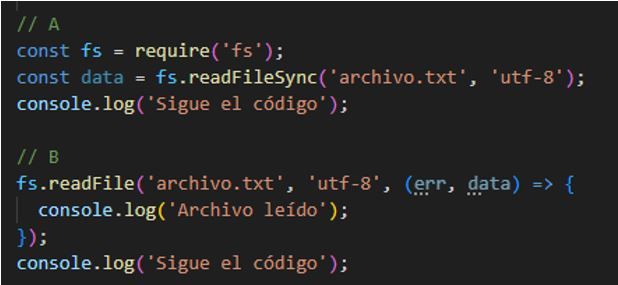 // A
const fs = require('fs');
const data = fs.readFileSync('archivo.txt', 'utf-8');
console.log('Sigue el código');
// B
fs.readFile('archivo.txt', 'utf-8', (err, data) => {
  console.log('Archivo leído');
});
console.log('Sigue el código');